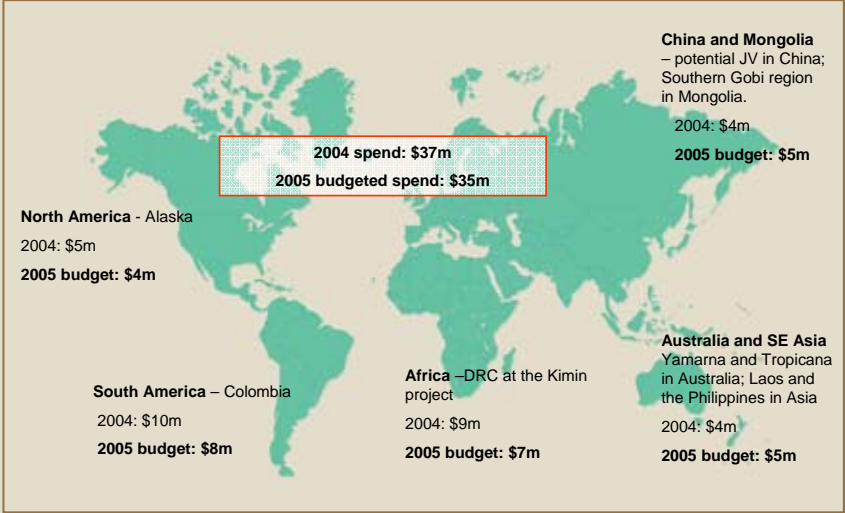 China and Mongolia
– potential JV in China;
Southern Gobi region
in Mongolia.
2004: $4m
2005 budget: $5m
2004 spend: $37m
2005 budgeted spend: $35m
North America - Alaska
2004: $5m
2005 budget: $4m
South America – Colombia
2004: $10m
2005 budget: $8m
Africa –DRC at the Kimin
project
2004: $9m
2005 budget: $7m
Australia and SE Asia
Yamarna and Tropicana
in Australia; Laos and
the Philippines in Asia
2004: $4m
2005 budget: $5m